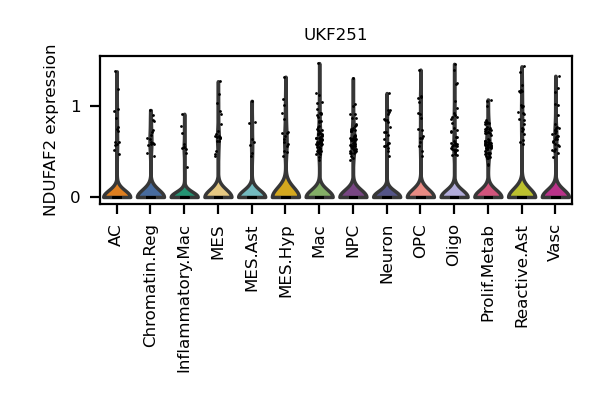 UKF251
NDUFAF2 expression
1
0
AC
Chromatin.Reg
Inflammatory.Mac
MES
MES.Ast
MES.Hyp
Mac
NPC
Neuron
OPC
Oligo
Prolif.Metab
Reactive.Ast
Vasc